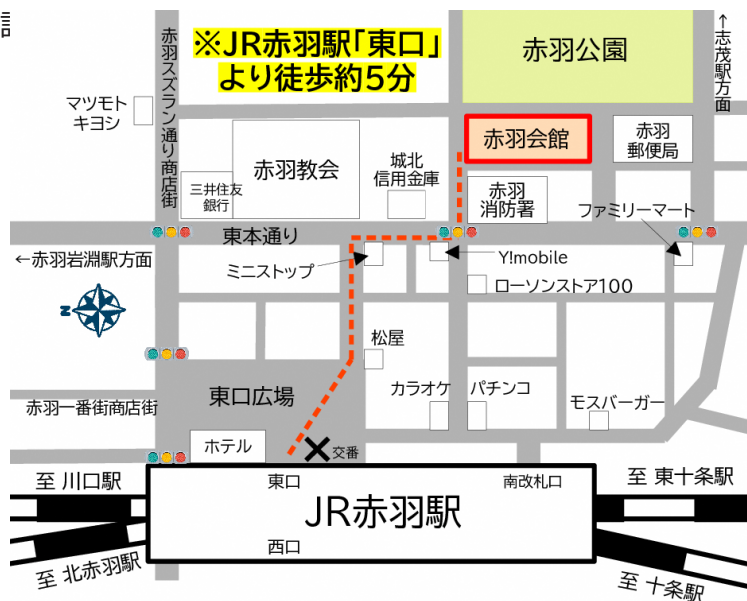 ※JR赤羽駅「東口」
より徒歩約5分
赤羽公園
←志茂駅方面
赤羽スズラン通り商店街
マツモト
キヨシ
赤羽教会
城北
信用金庫
赤羽会館
赤羽
郵便局
三井住友
銀行
赤羽
消防署
ファミリーマート
東本通り
←赤羽岩淵駅方面
ミニストップ
Y!mobile
ローソンストア100
N
松屋
東口広場
カラオケ
パチンコ
モスバーガー
赤羽一番街商店街
ホテル
交番
至 川口駅
東口
南改札口
至 東十条駅
JR赤羽駅
西口
至 北赤羽駅
至 十条駅